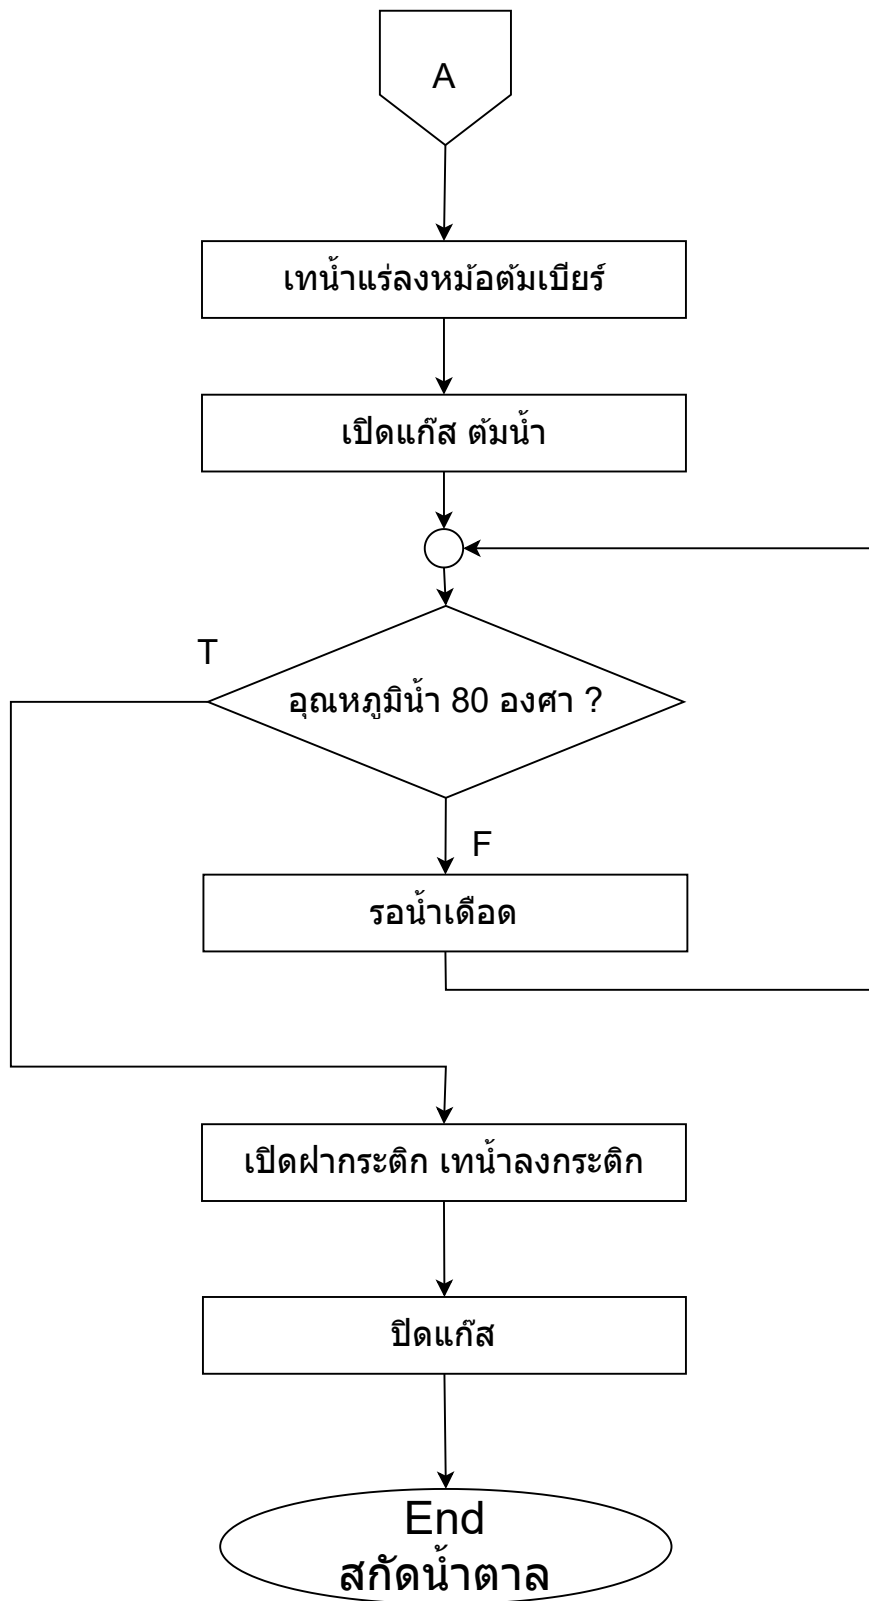 A
เทน้ำแร่ลงหม้อต้มเบียร์
เปิดแก๊ส ต้มน้ำ
T
อุณหภูมิน้ำ 80 องศา ?
F
รอน้ำเดือด
เปิดฝากระติก เทน้ำลงกระติก
ปิดแก๊ส
End
สกัดน้ำตาล